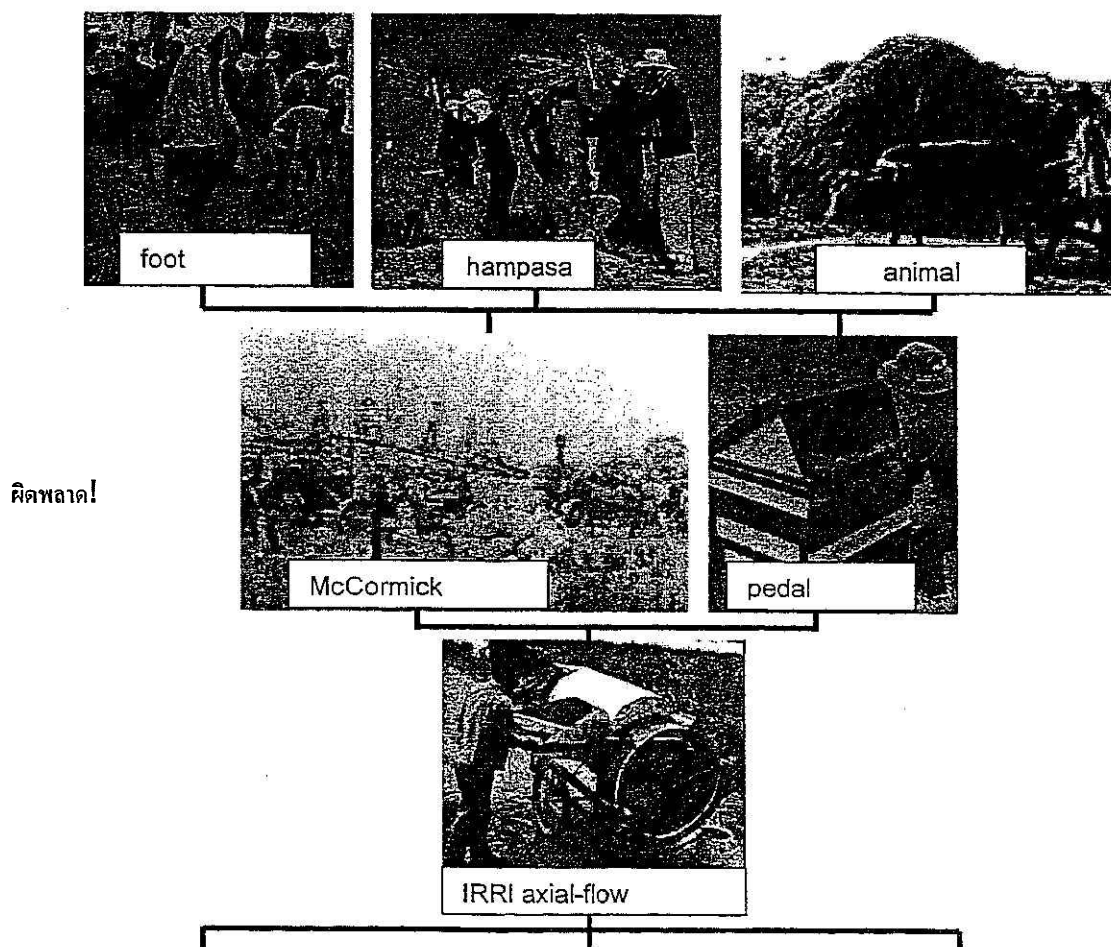 foot
hampasa
animal
ผิดพลาด!
McCormick
pedal
IRRI axial-flow